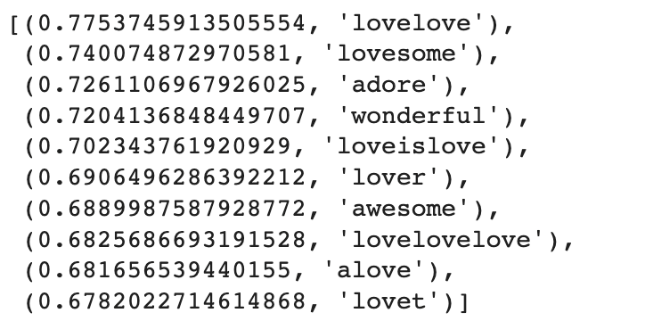 [(0.7753745913505554, 'lovelove'),
(0.740074872970581, 'lovesome'),
(0.7261106967926025, 'adore'),
(0.7204136848449707, 'wonderful'),
(0.702343761920929, 'loveislove'),
(0.6906496286392212, 'lover'),
(0.6889987587928772, 'awesome'),
(0.6825686693191528, 'lovelovelove'),
(0.681656539440155, 'alove'),
(0.6782022714614868, 'lovet')]